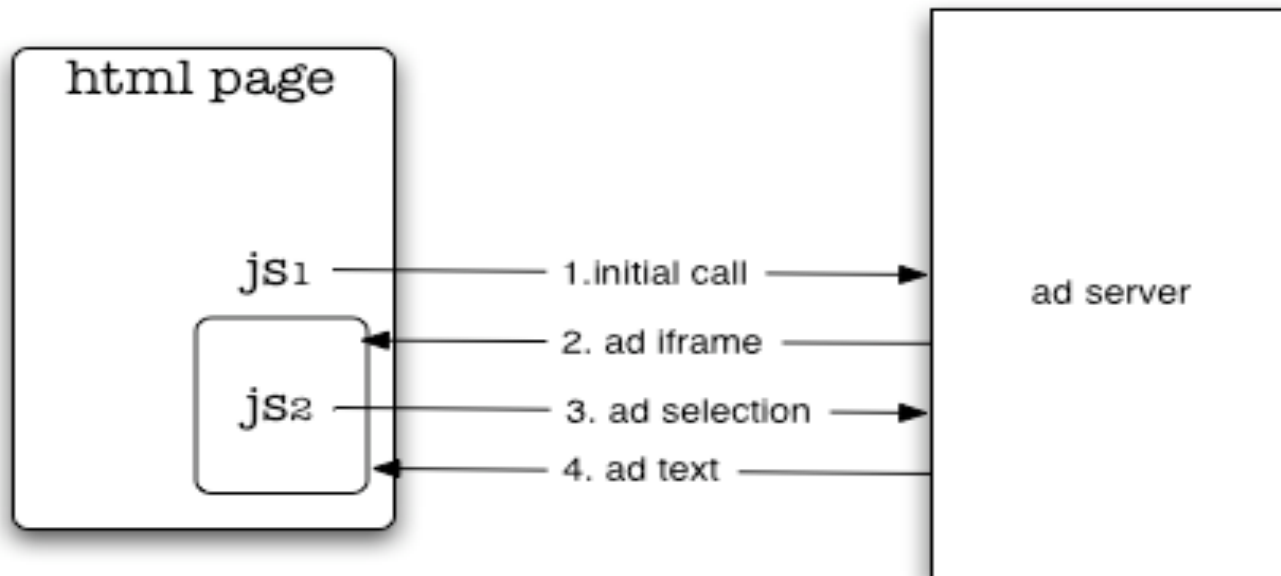 html page
js1
1.initial call
ad server
2. ad iframe
js2
3. ad selection
4. ad text